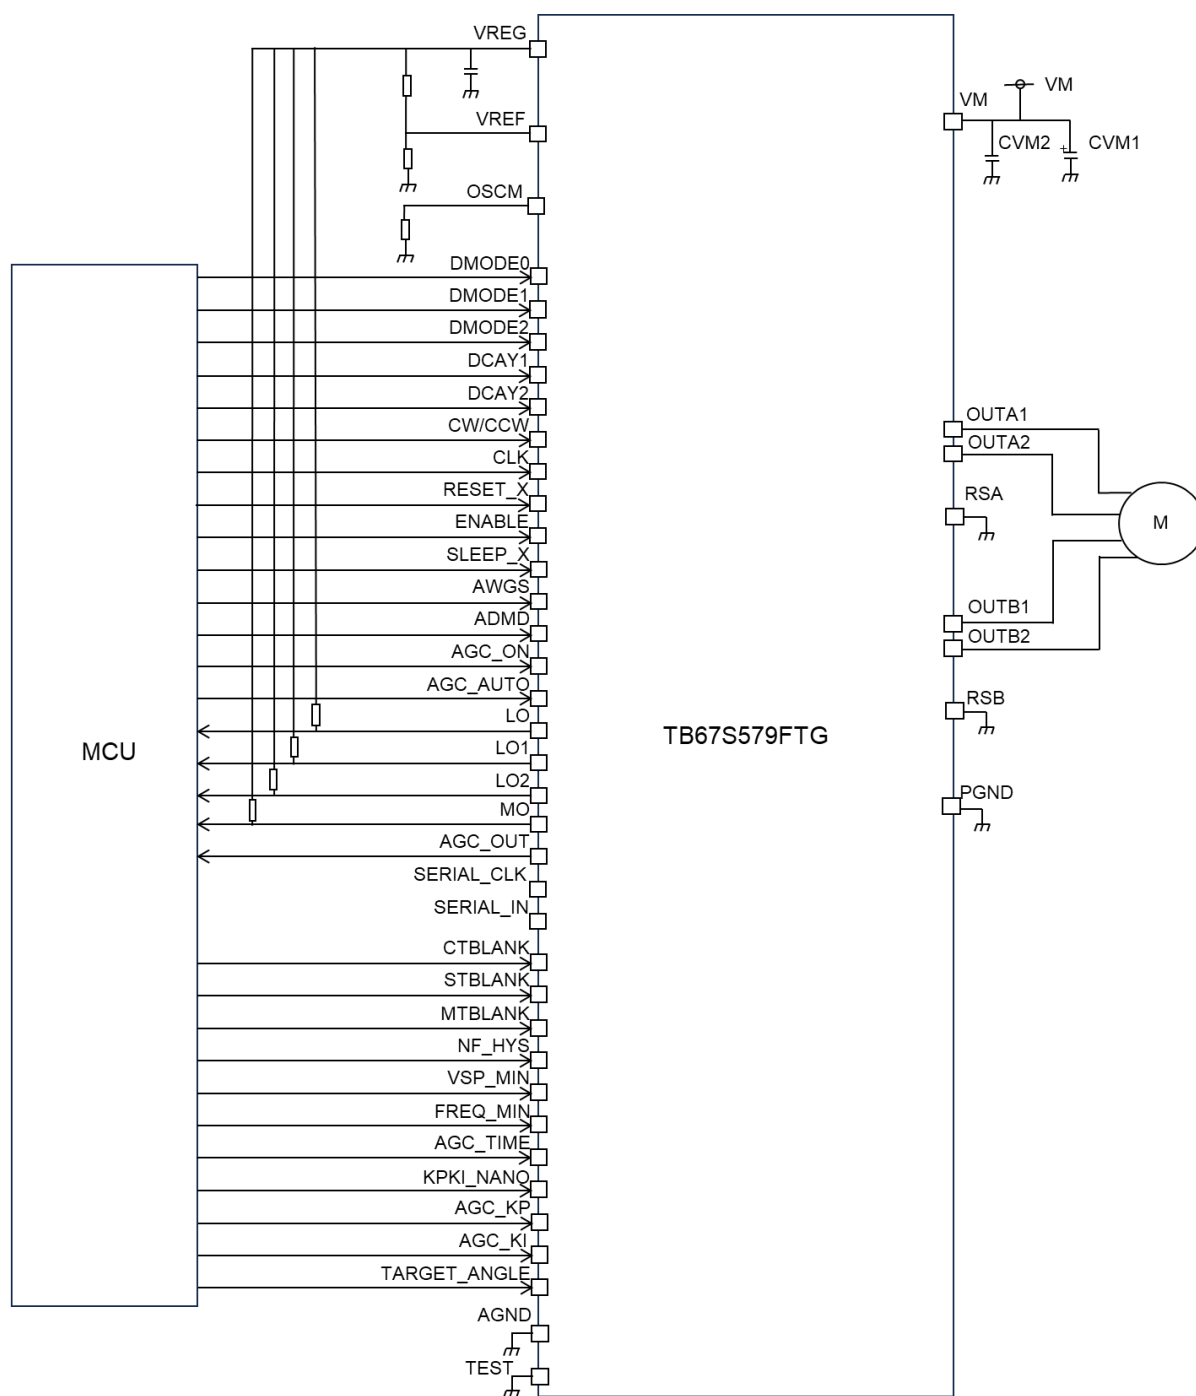 VREG
VREF
OSCM
DMODE0
DMODE1
DMODE2
DCAY1
DCAY2
CW/CCW
CLK
RESET_X
ENABLE
SLEEP_X
AWGS
ADMD
AGC_ON
AGC_AUTO
LO
LO1
LO2
MO
AGC_OUT
SERIAL_CLK
SERIAL_IN
CTBLANK
STBLANK
MTBLANK
NF_HYS
VSP_MIN
FREQ_MIN
AGC_TIME
KPKI_NANO
AGC_KP
AGC_KI
TARGET_ANGLE
AGND
TEST
MCU
TB67S579FTG
VM
VM
CVM2
+
CVM1
OUTA1
OUTA2
RSA
M
OUTB1
OUTB2
RSB
PGND